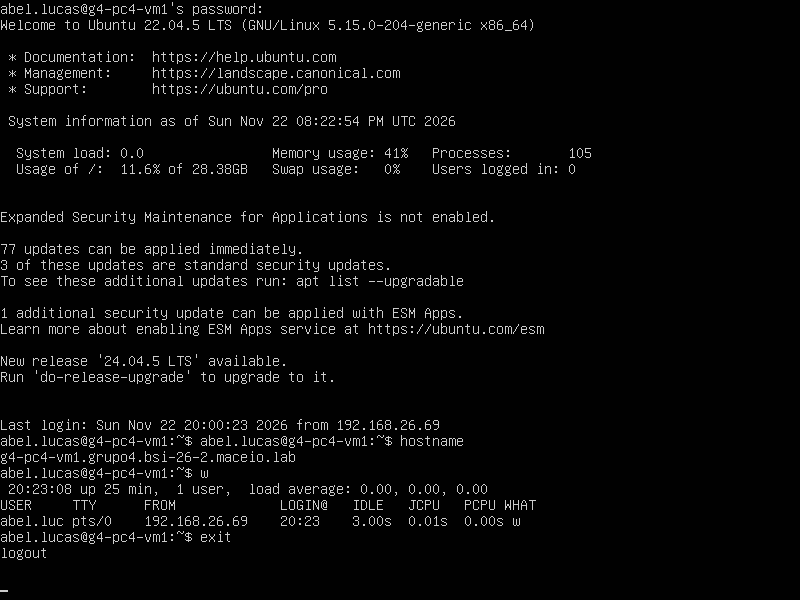 abel.lucas@g4-pc4-vm1's password:
Welcome to Ubuntu 22.04.5 LTS (GNU/Linux 5.15.0-204-generic x86_64)
* Documentation:  https://help.ubuntu.com
* Management:     https://landscape.canonical.com
* Support:        https://ubuntu.com/pro
System information as of Sun Nov 22 08:22:54 PM UTC 2026
System load: 0.0                Memory usage: 41%   Processes:       105
Usage of /:  11.6% of 28.38GB   Swap usage:   0%    Users logged in: 0
Expanded Security Maintenance for Applications is not enabled.
77 updates can be applied immediately.
3 of these updates are standard security updates.
To see these additional updates run: apt list --upgradable
1 additional security update can be applied with ESM Apps.
Learn more about enabling ESM Apps service at https://ubuntu.com/esm
New release '24.04.5 LTS' available.
Run 'do-release-upgrade' to upgrade to it.
Last login: Sun Nov 22 20:00:23 2026 from 192.168.26.69
abel.lucas@g4-pc4-vm1:~$ abel.lucas@g4-pc4-vm1:~$ hostname
g4-pc4-vm1.grupo4.bsi-26-2.maceio.lab
abel.lucas@g4-pc4-vm1:~$ w
20:23:08 up 25 min,  1 user,  load average: 0.00, 0.00, 0.00
USER     TTY      FROM             LOGIN@   IDLE   JCPU   PCPU WHAT
abel.luc pts/0    192.168.26.69    20:23    3.00s  0.01s  0.00s w
abel.lucas@g4-pc4-vm1:~$ exit
logout